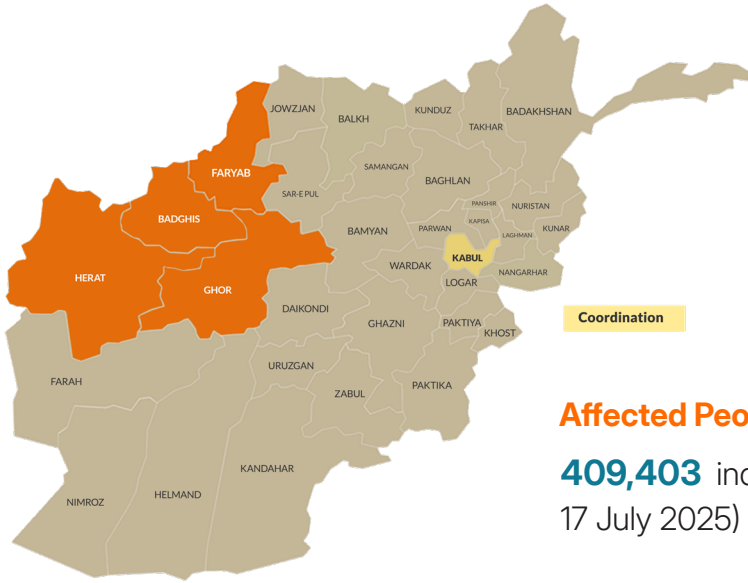 JOWZJAN
BALKH
KUNDUZ
TAKHAR
BADAKHSHAN
FARYAB
SAMANGAN
BAGHLAN
SAR-E PUL
PANSHIR
NURISTAN
BADGHIS
KAPISA
BAMYAN
PARWAN
LAGHMAN
KUNAR
KABUL
HERAT
WARDAK
NANGARHAR
GHOR
LOGAR
DAIKONDI
GHAZNI
PAKTIYA
KHOST
Coordination
URUZGAN
FARAH
ZABUL
PAKTIKA
Affected Peo
KANDAHAR
409,403 inc
NIMROZ
HELMAND
17 July 2025)